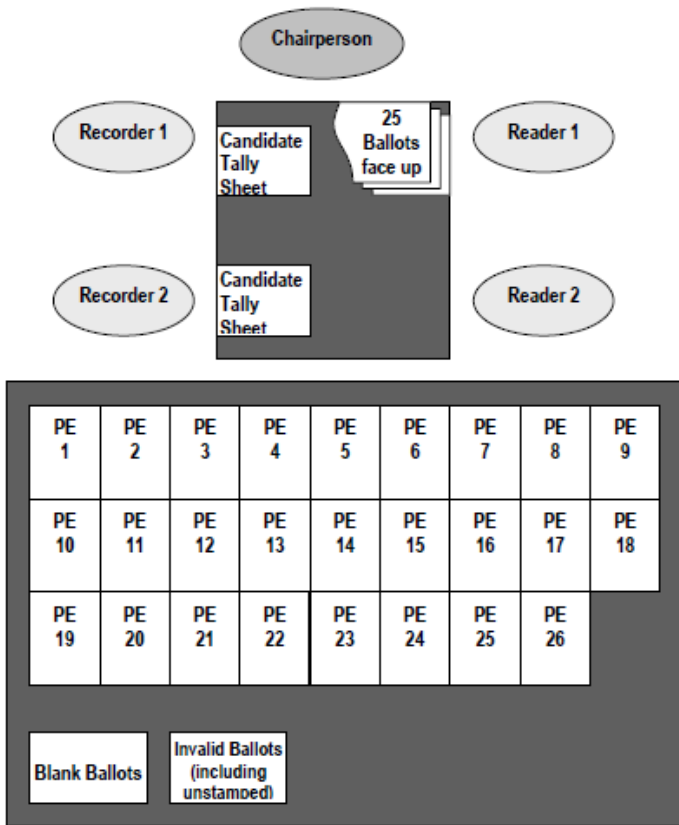 Chairperson
Recorder 1
Candidate
Tally
Sheet
25
Ballots
face up
Reader 1
Recorder 2
Candidate
Tally
Sheet
Reader 2
PE
1
PE
2
PE
3
PE
4
PE
5
PE
6
PE
7
PE
8
PE
9
PE
10
PE
11
PE
12
PE
13
PE
14
PE
15
PE
16
PE
17
PE
18
PE
19
PE
20
PE
21
PE
22
PE
23
PE
24
PE
25
PE
26
Blank Ballots
Invalid Ballots
(including
unstamped)